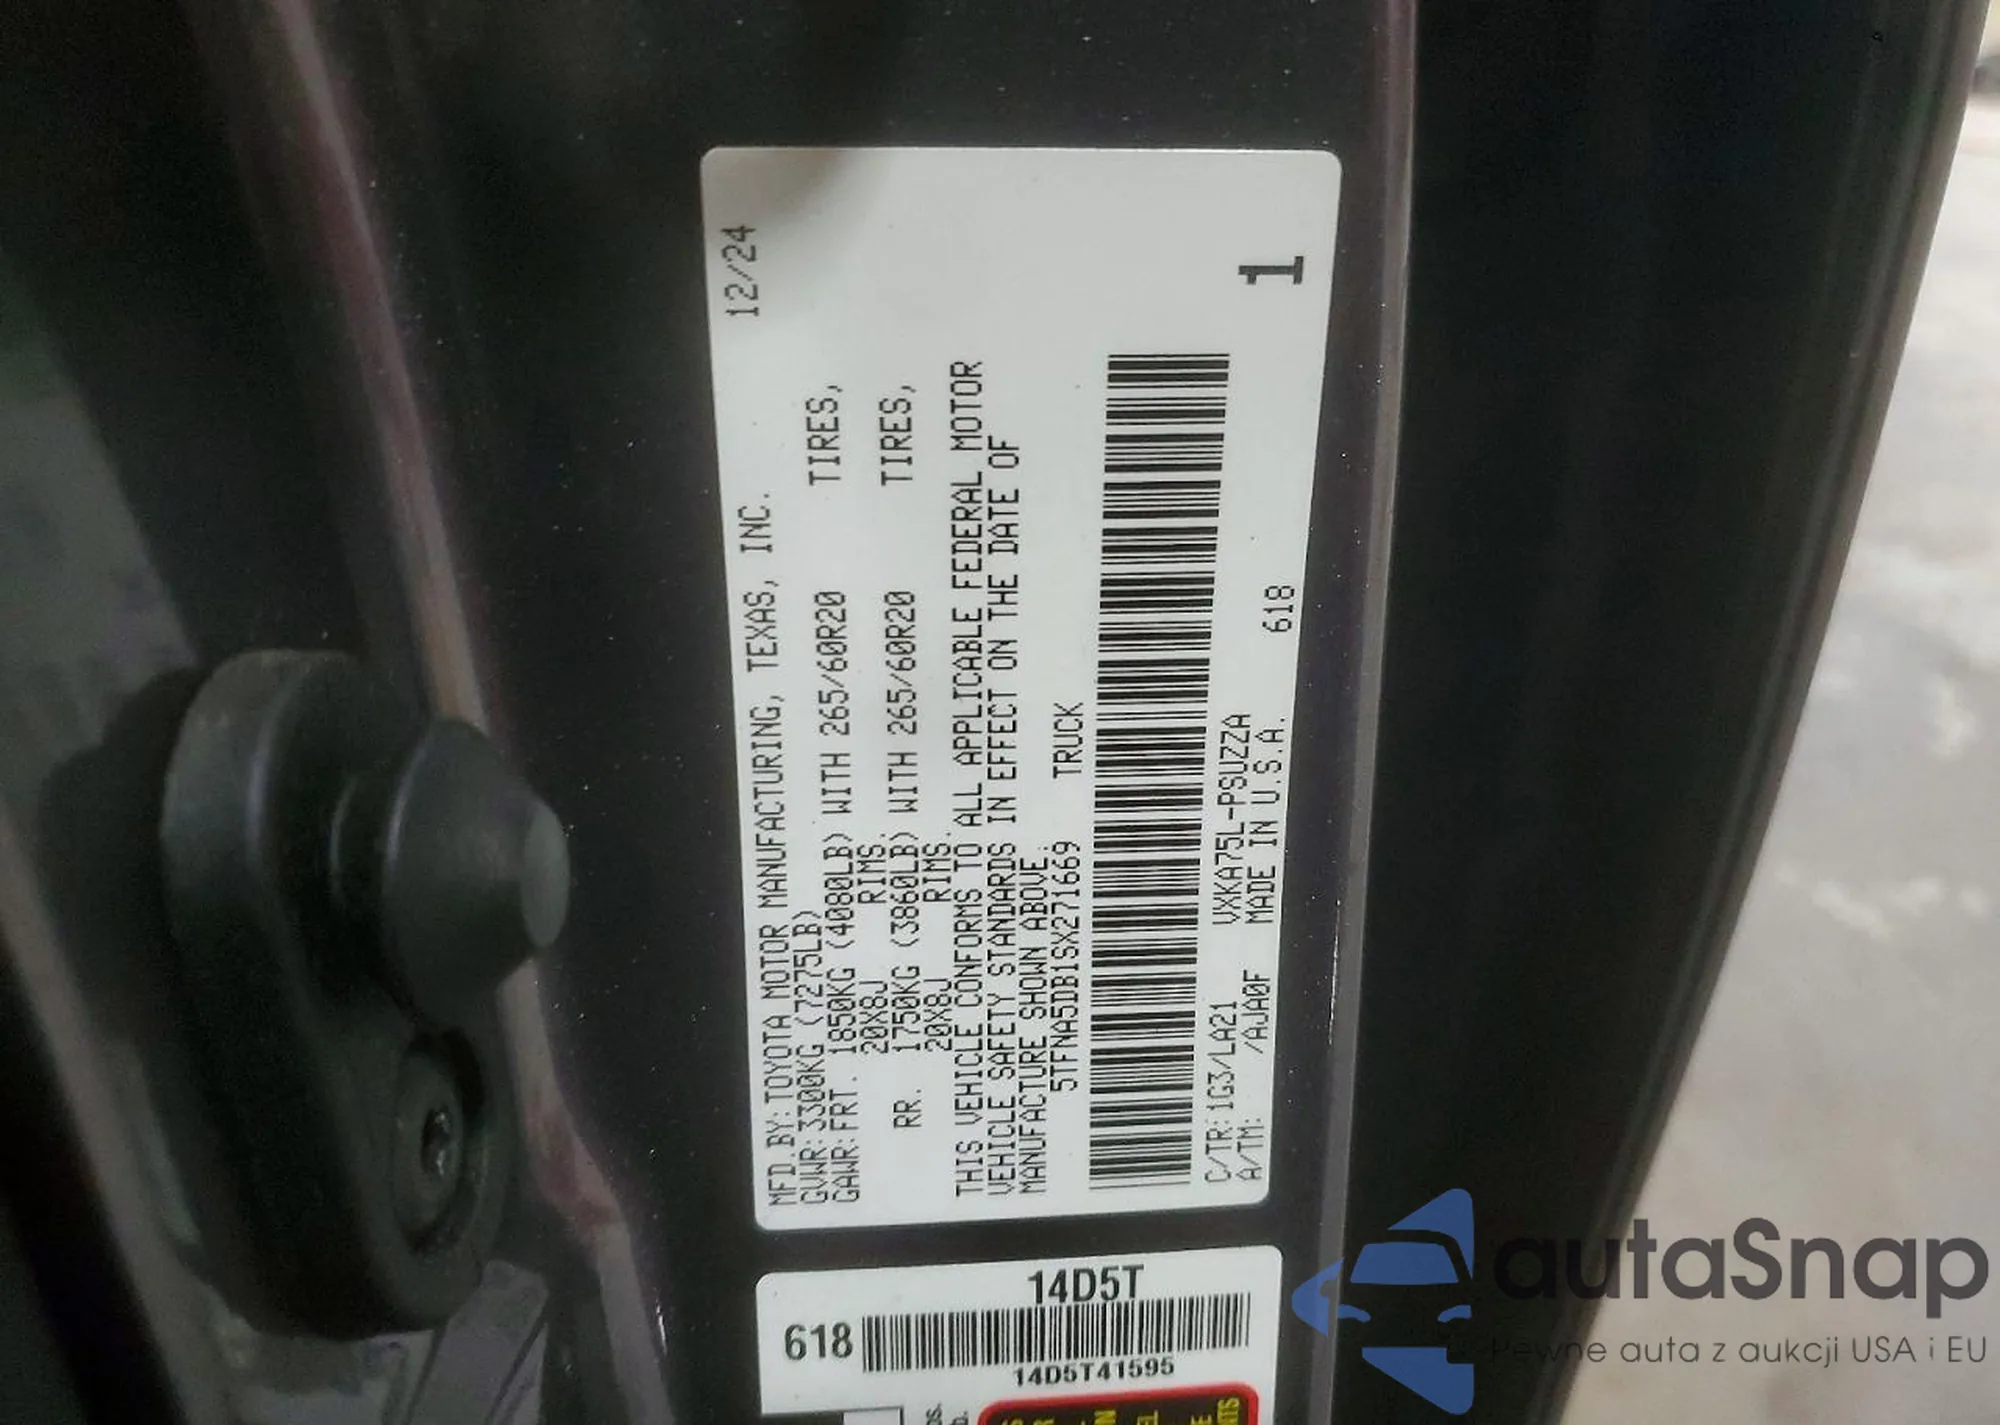 12/24
MFD.BY:TOYOTA MOTOR MANUFACTURING, TEXAS, INC.
GVWR:3300KG (7275LB)
GAWR:FRT. 1850KG (4080LB) WITH 265/60R20 TIRES,
20X8J RIMS.
RR. 1750KG (3860LB) WITH 265/60R20 TIRES,
20X8J RIMS.
THIS VEHICLE CONFORMS TO ALL APPLICABLE FEDERAL MOTOR
VEHICLE SAFETY STANDARDS IN EFFECT ON THE DATE OF
MANUFACTURE SHOWN ABOVE.
5TFNA5DB1SX271669 TRUCK
C/TR:1G3/LA21 VXKA75L-PSUZZA
A/TM: /AJA0F MADE IN U.S.A. 618
1
14D5T
618
14D5T41595
autaSnap
Pewne auta z aukcji USA i EU